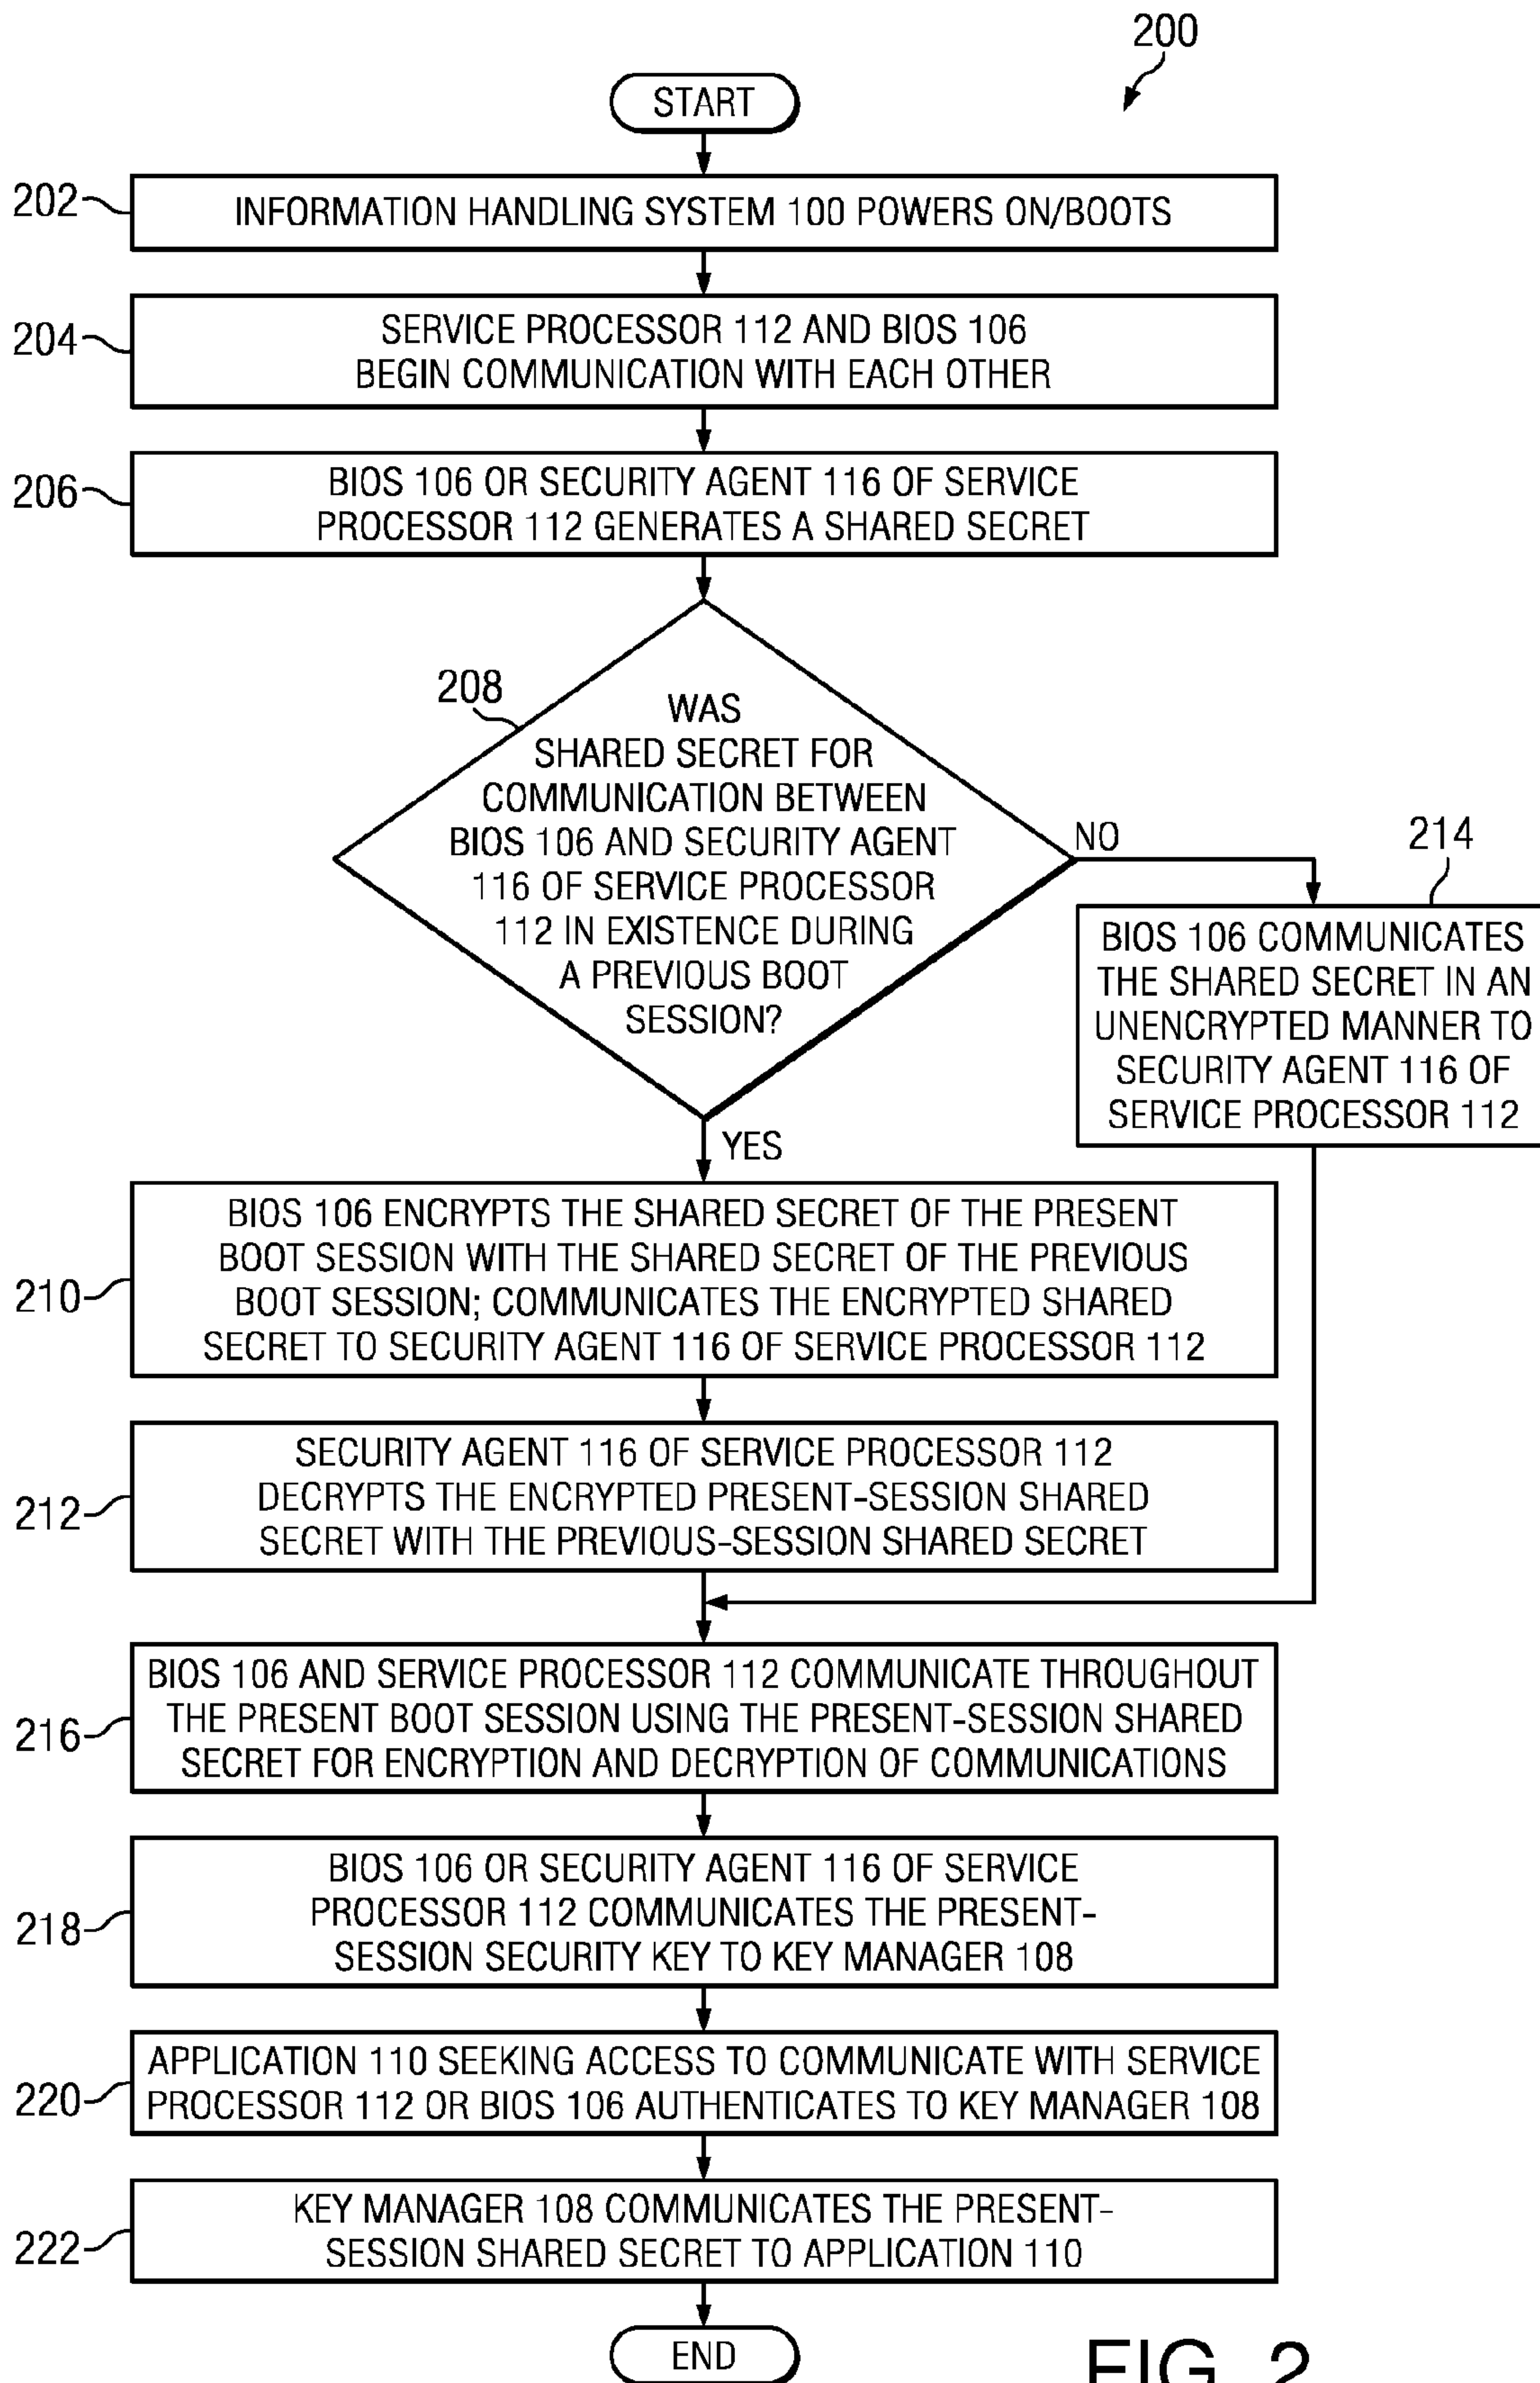 200
START
202
INFORMATION HANDLING SYSTEM 100 POWERS ON/BOOTS
204
SERVICE PROCESSOR 112 AND BIOS 106
BEGIN COMMUNICATION WITH EACH OTHER
206
BIOS 106 OR SECURITY AGENT 116 OF SERVICE
PROCESSOR 112 GENERATES A SHARED SECRET
208
WAS
SHARED SECRET FOR
COMMUNICATION BETWEEN
BIOS 106 AND SECURITY AGENT
116 OF SERVICE PROCESSOR
112 IN EXISTENCE DURING
A PREVIOUS BOOT
SESSION?
NO
214
BIOS 106 COMMUNICATES
THE SHARED SECRET IN AN
UNENCRYPTED MANNER TO
SECURITY AGENT 116 OF
SERVICE PROCESSOR 112
YES
210
BIOS 106 ENCRYPTS THE SHARED SECRET OF THE PRESENT
BOOT SESSION WITH THE SHARED SECRET OF THE PREVIOUS
BOOT SESSION; COMMUNICATES THE ENCRYPTED SHARED
SECRET TO SECURITY AGENT 116 OF SERVICE PROCESSOR 112
212
SECURITY AGENT 116 OF SERVICE PROCESSOR 112
DECRYPTS THE ENCRYPTED PRESENT-SESSION SHARED
SECRET WITH THE PREVIOUS-SESSION SHARED SECRET
216
BIOS 106 AND SERVICE PROCESSOR 112 COMMUNICATE THROUGHOUT
THE PRESENT BOOT SESSION USING THE PRESENT-SESSION SHARED
SECRET FOR ENCRYPTION AND DECRYPTION OF COMMUNICATIONS
218
BIOS 106 OR SECURITY AGENT 116 OF SERVICE
PROCESSOR 112 COMMUNICATES THE PRESENT-
SESSION SECURITY KEY TO KEY MANAGER 108
220
APPLICATION 110 SEEKING ACCESS TO COMMUNICATE WITH SERVICE
PROCESSOR 112 OR BIOS 106 AUTHENTICATES TO KEY MANAGER 108
222
KEY MANAGER 108 COMMUNICATES THE PRESENT-
SESSION SHARED SECRET TO APPLICATION 110
END
FIG. 2